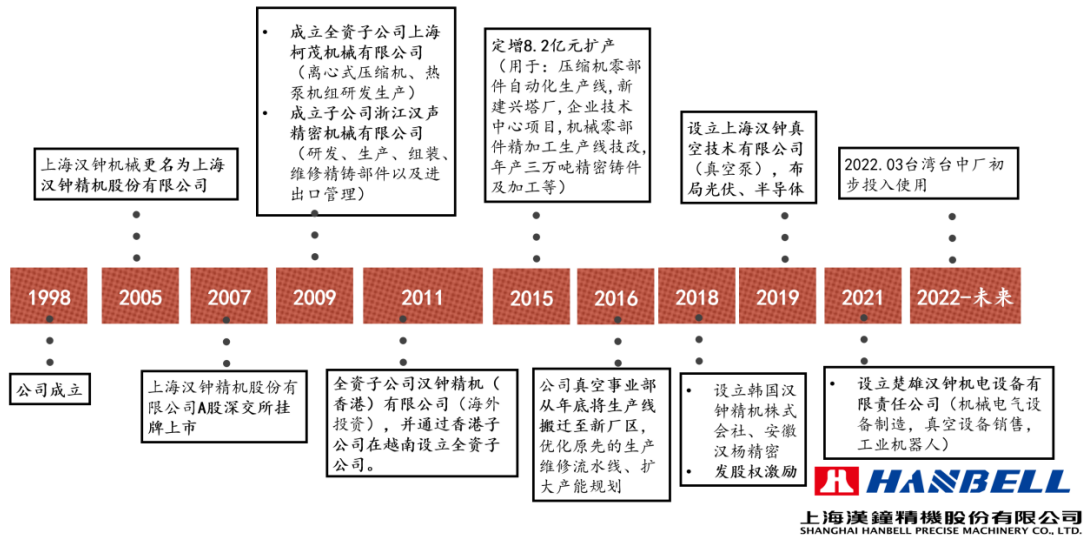 • 成立全资子公司上海
柯茂机械有限公司
（离心式压缩机、热
泵机组研发生产）
• 成立子公司浙江汉声
精密机械有限公司
（研发、生产、组装、
维修精铸部件以及进
出口管理）
定增8.2亿元扩产
（用于：压缩机零部
件自动化生产线,新
建兴塔厂,企业技术
中心项目,机械零部
件精加工生产线技改,
年产三万吨精密铸件
及加工等）
上海汉钟机械更名为上海
汉钟精机股份有限公司
设立上海汉钟真
空技术有限公司
（真空泵），布
局光伏、半导体
2022.03台湾台中厂初
步投入使用
1998
2005
2007
2009
2011
2015
2016
2018
2019
2021
2022-未来
公司成立
上海汉钟精机股份有
限公司A股深交所挂
牌上市
全资子公司汉钟精机（
香港）有限公司（海外
投资），并通过香港子
公司在越南设立全资子
公司。
公司真空事业部
从年底将生产线
搬迁至新厂区，
优化原先的生产
维修流水线、扩
大产能规划
• 设立韩国汉
钟精机株式
会社、安徽
汉杨精密
• 发股权激励
• 设立楚雄汉钟机电设备有
限责任公司（机械电气设
备制造，真空设备销售，
工业机器人）
HANBELL
上海漢鐘精機股份有限公司
SHANGHAI HANBELL PRECISE MACHINERY CO., LTD.